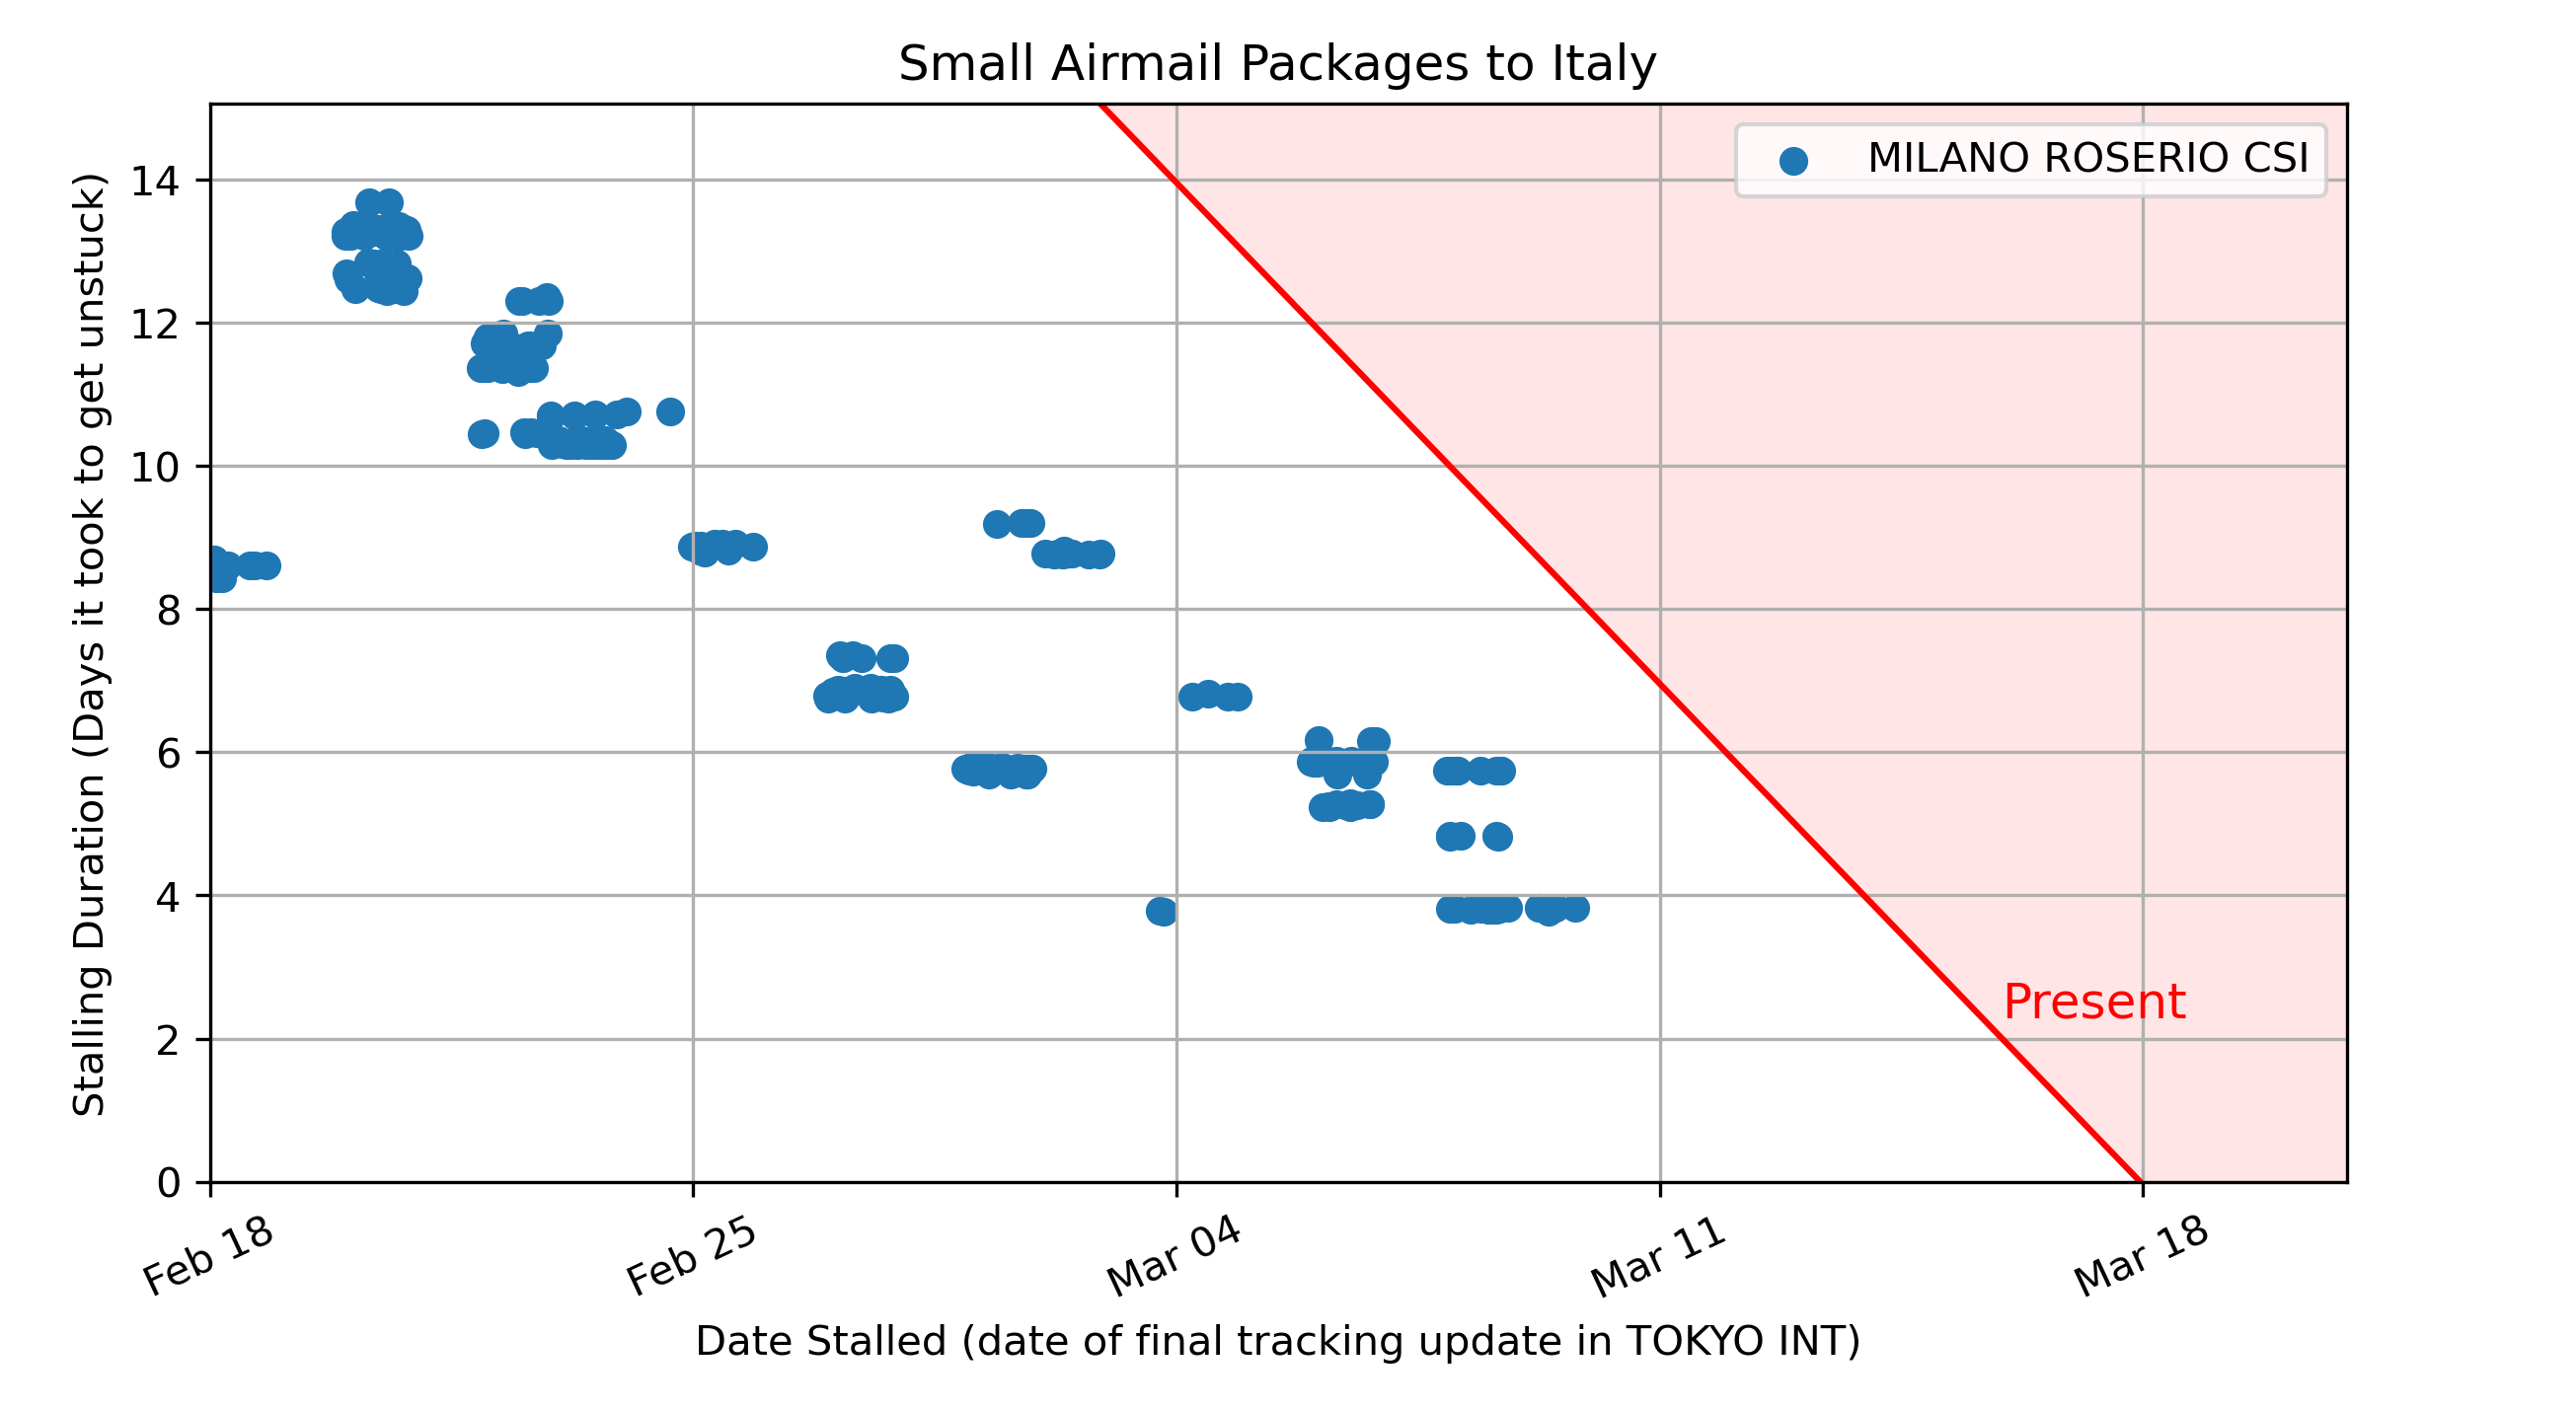 Small Airmail Packages to Italy
MILANO ROSERIO CSI
Stalling Duration (Days it took to get unstuck)
14
12
10
8
6
4
2
0
Present
Feb 18
Feb 25
Mar 04
Mar 11
Mar 18
Date Stalled (date of final tracking update in TOKYO INT)